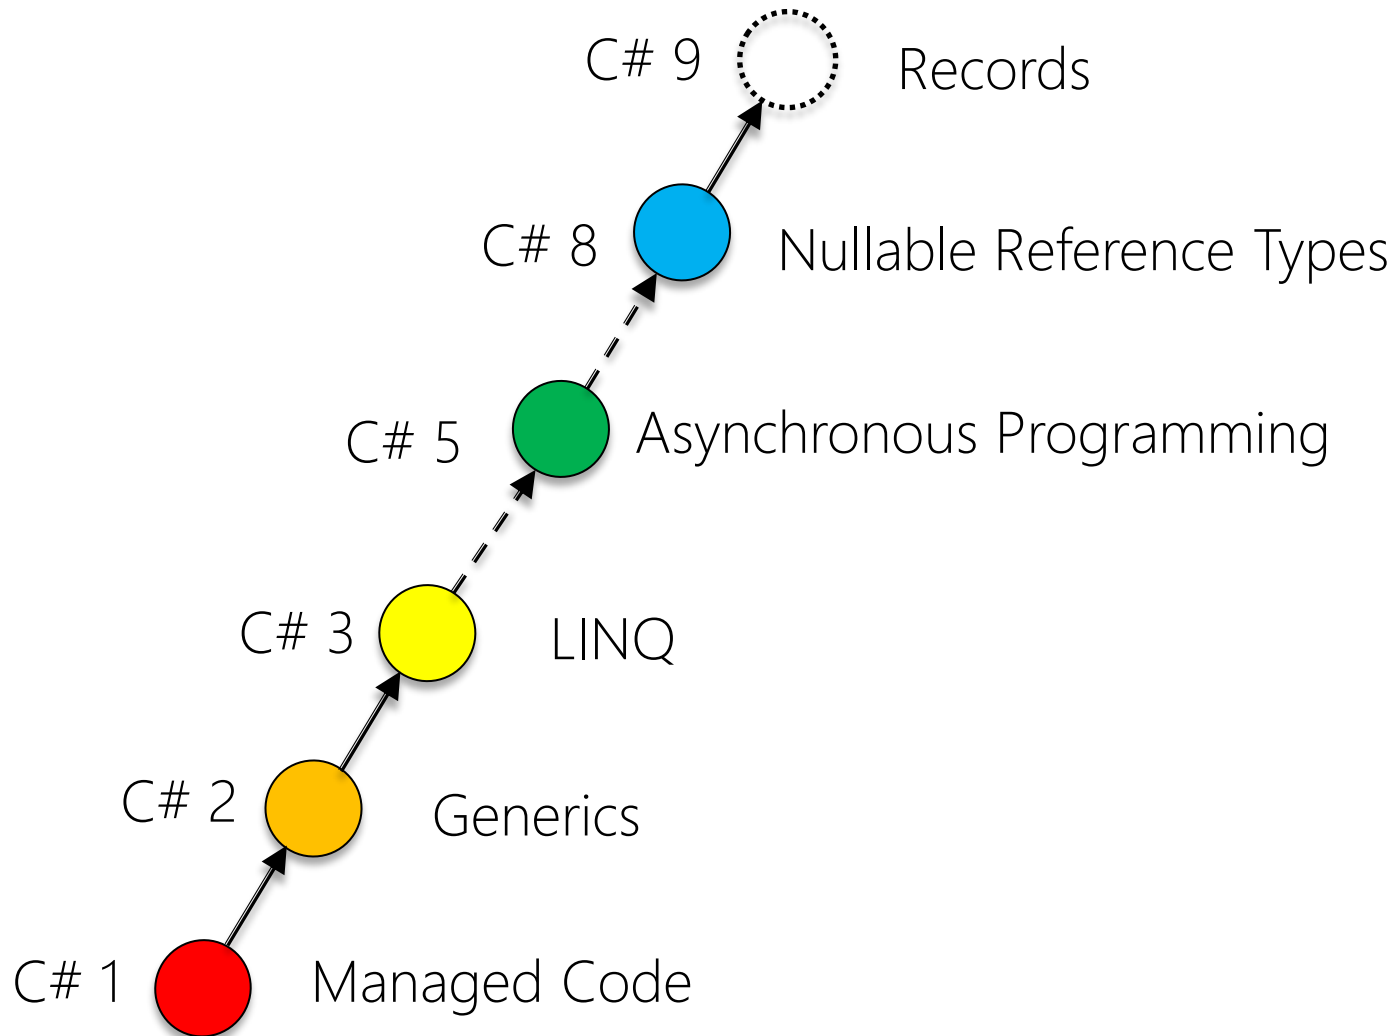 C# 9 Records
C# 8 Nullable Reference Types
C# 5 Asynchronous Programming
C# 3 LINQ
C# 2 Generics
C# 1 Managed Code